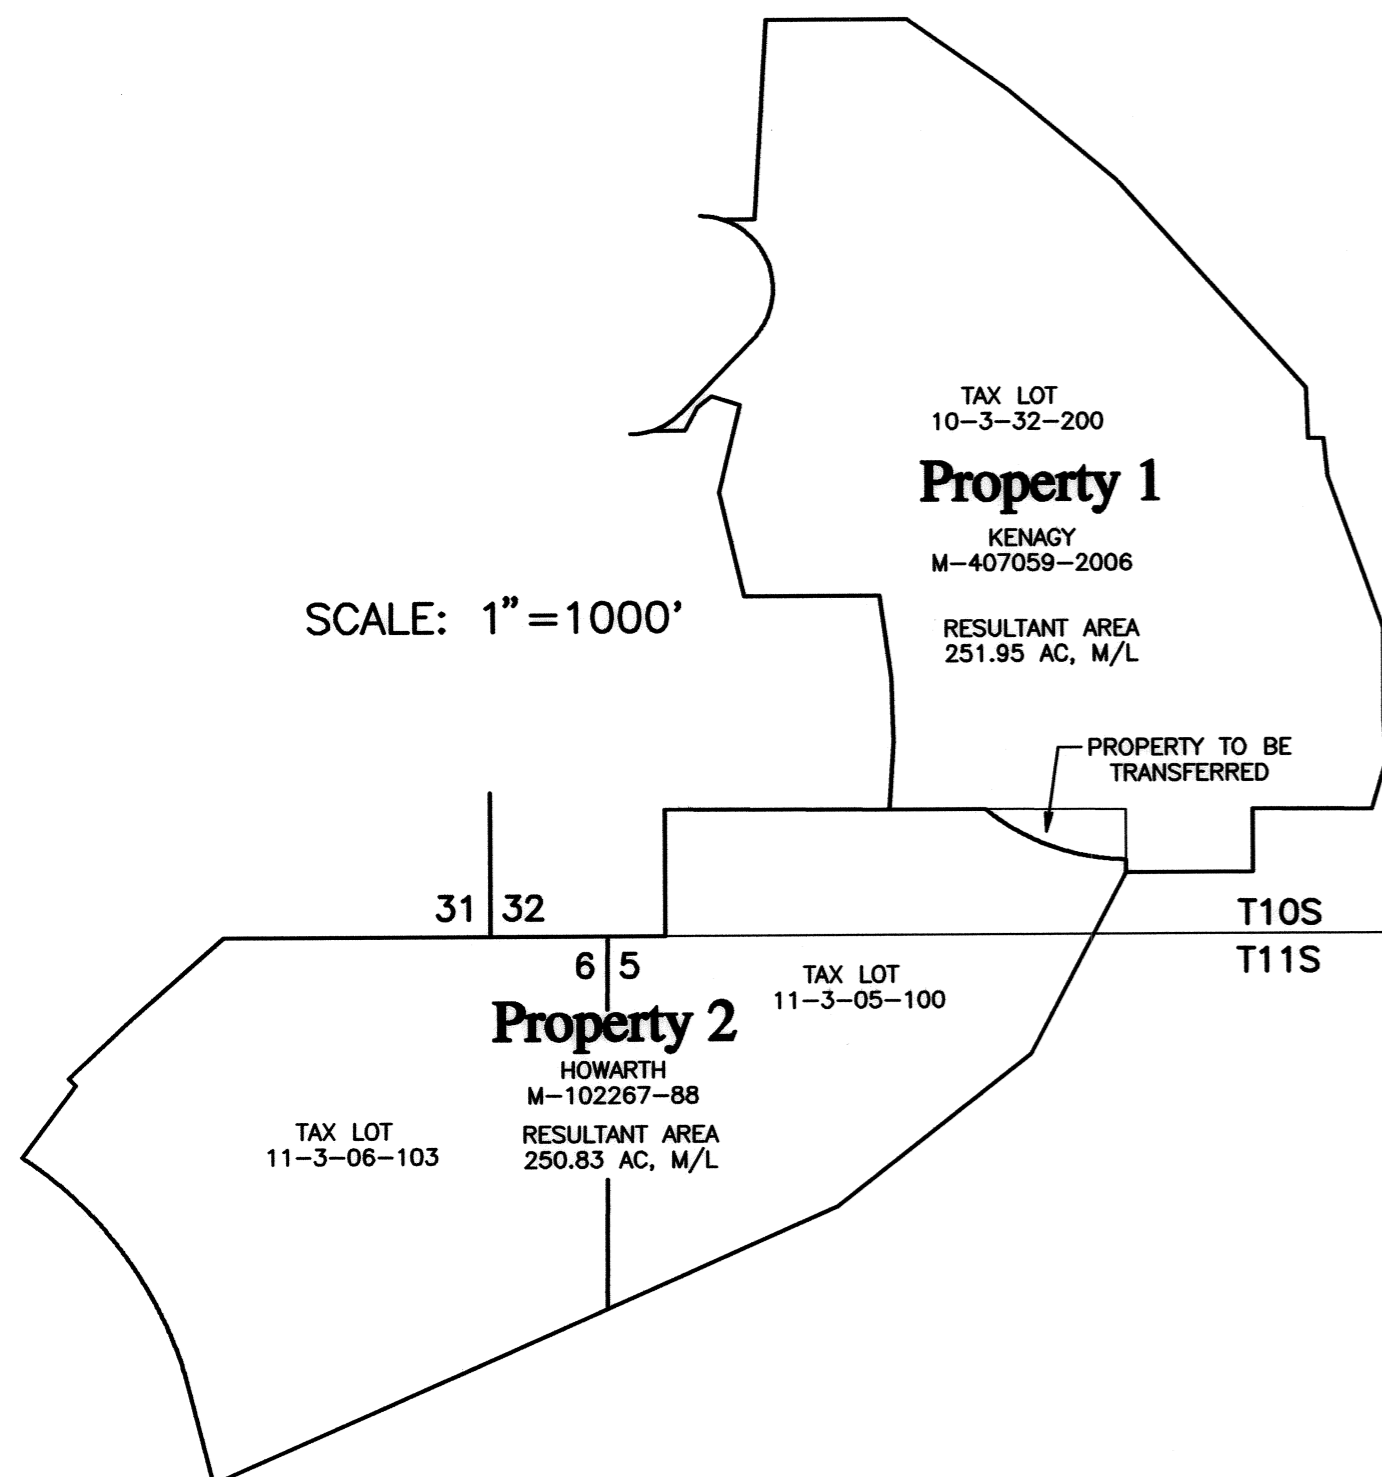 TAX LOT
10-3-32-200
Property 1
KENAGY
M-407059-2006
SCALE: 1"=1000'
RESULTANT AREA
251.95 AC, M/L
PROPERTY TO BE
TRANSFERRED
31 32
T10S
T11S
6 5
TAX LOT
11-3-05-100
Property 2
HOWARTH
M-102267-88
TAX LOT
11-3-06-103
RESULTANT AREA
250.83 AC, M/L